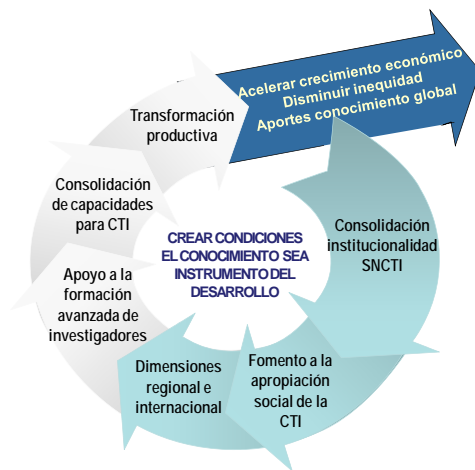 Acelerar crecimiento económico
Disminuir inequidad
Aportes conocimiento global
Transformación
productiva
Consolidación
de capacidades
para CTI
CREAR CONDICIONES
EL CONOCIMIENTO SEA
INSTRUMENTO DEL
DESARROLLO
Consolidación
institucionalidad
SNCTI
Apoyo a la
formación
avanzada de
investigadores
Dimensiones
regional e
internacional
Fomento a la
apropiación
social de la
CTI